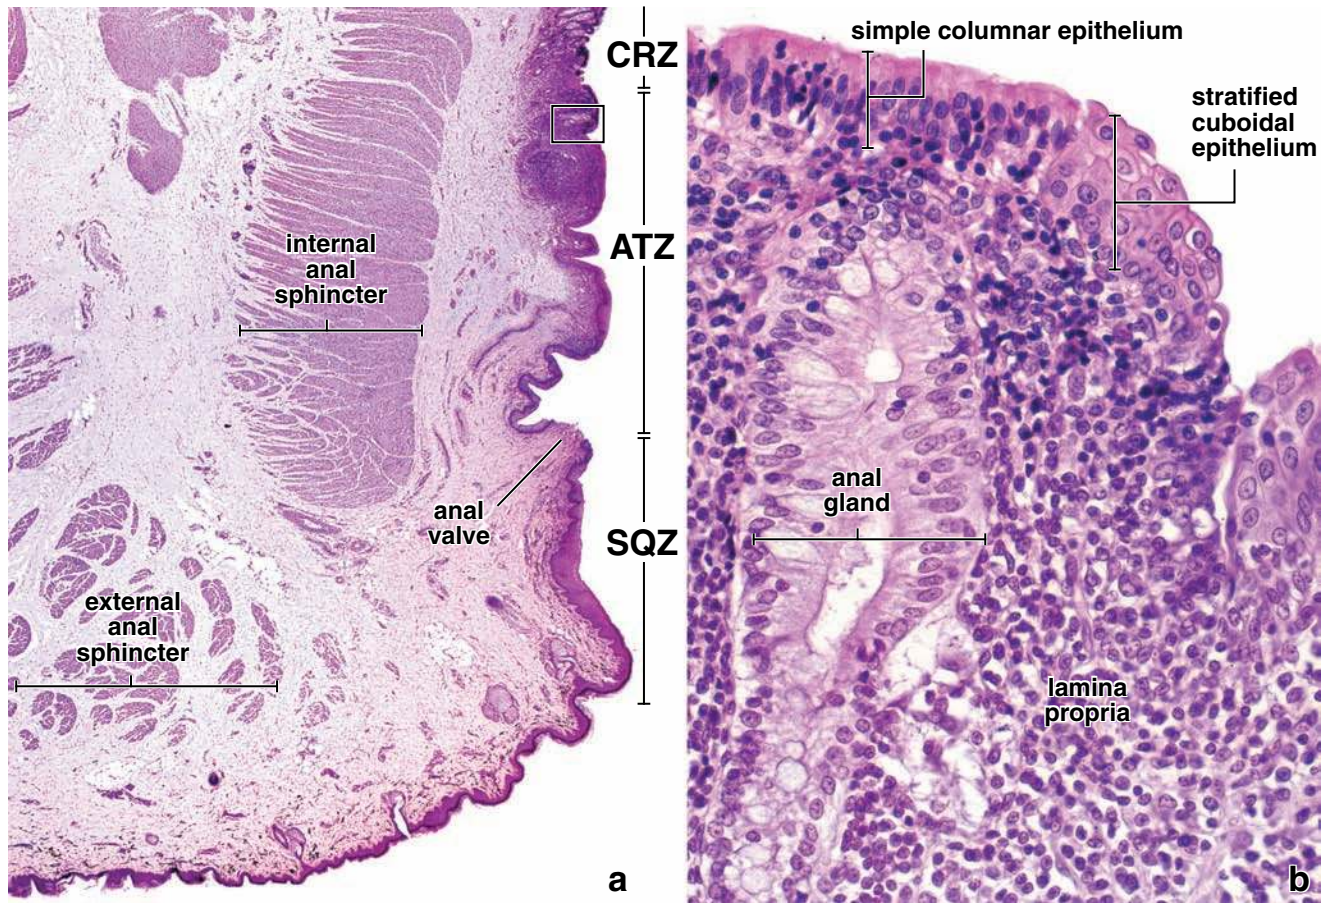 CRZ
ATZ
internal
anal
sphincter
anal
valve
SQZ
external
anal
sphincter
a
simple columnar epithelium
stratified
cuboidal
epithelium
anal
gland
lamina
propria
b